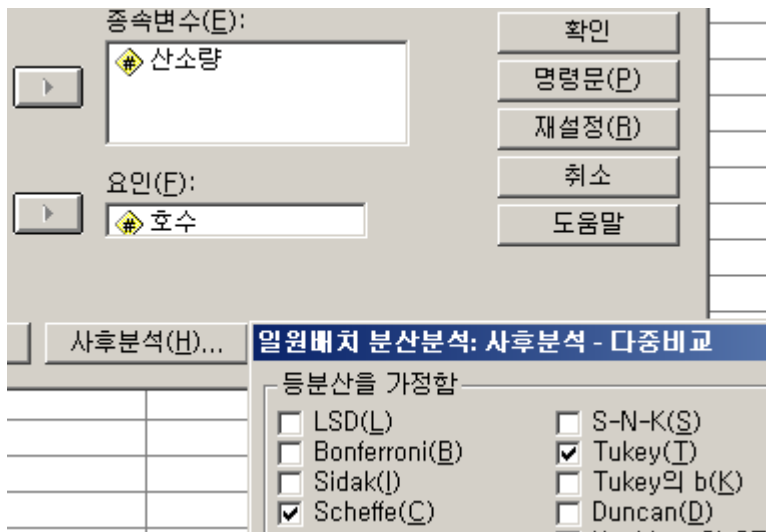 종속변수(E):
산소량
확인
명령문(P)
재설정(R)
취소
도움말
요인(F):
호수
사후분석(H)...
일원배치 분산분석: 사후분석 - 다중비교
등분산을 가정함
LSD(L)
S-N-K(S)
Bonferroni(B)
Tukey(T)
Sidak(I)
Tukey의 b(K)
Scheffe(C)
Duncan(D)